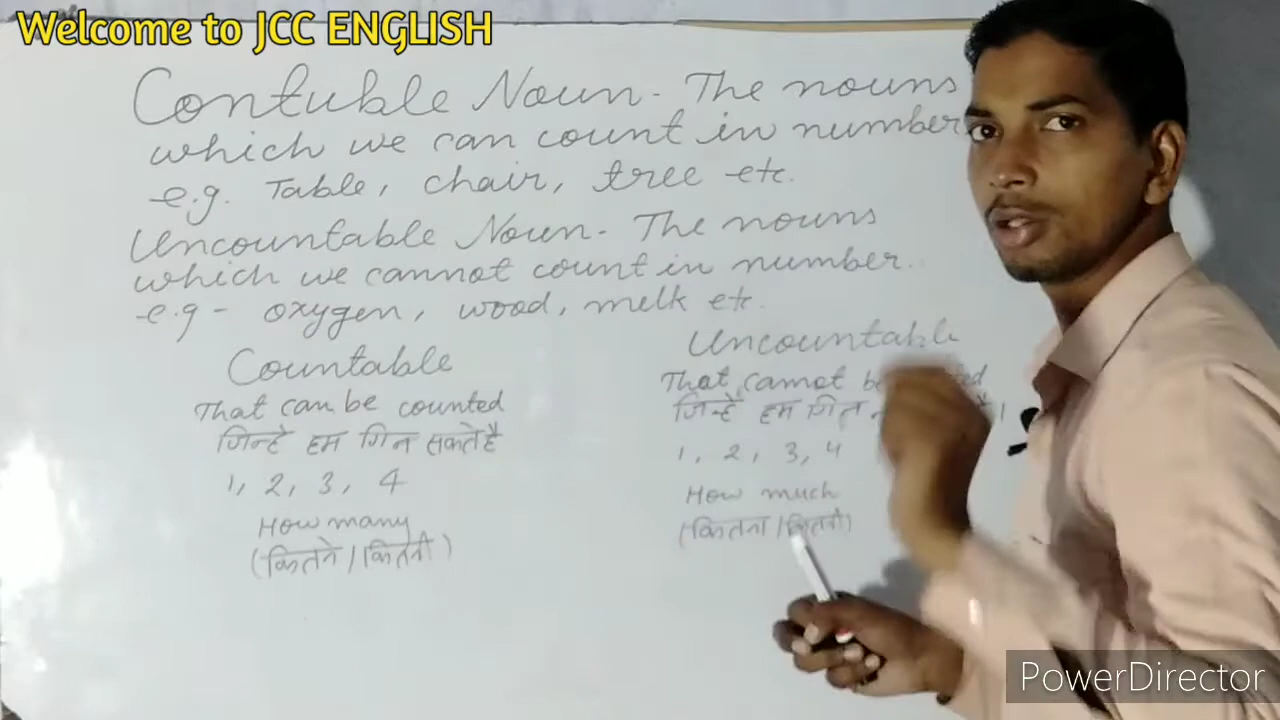 Welcome to JCC ENGLISH
Contuble Noun - The nouns
which we can count in number
e.g. Table, chair, tree etc.
Uncountable Noun - The nouns
which we cannot count in number.
e.g - oxygen, wood, melk etc.
Countable
That can be counted
जिन्हे हम गिन सकते है
1, 2, 3, 4
How many
(कितने / कितनी)
Uncountable
That cannot be
जिन्हें हम गिन
1, 2, 3, 4
How much
(कितना / कितनी)
PowerDirector